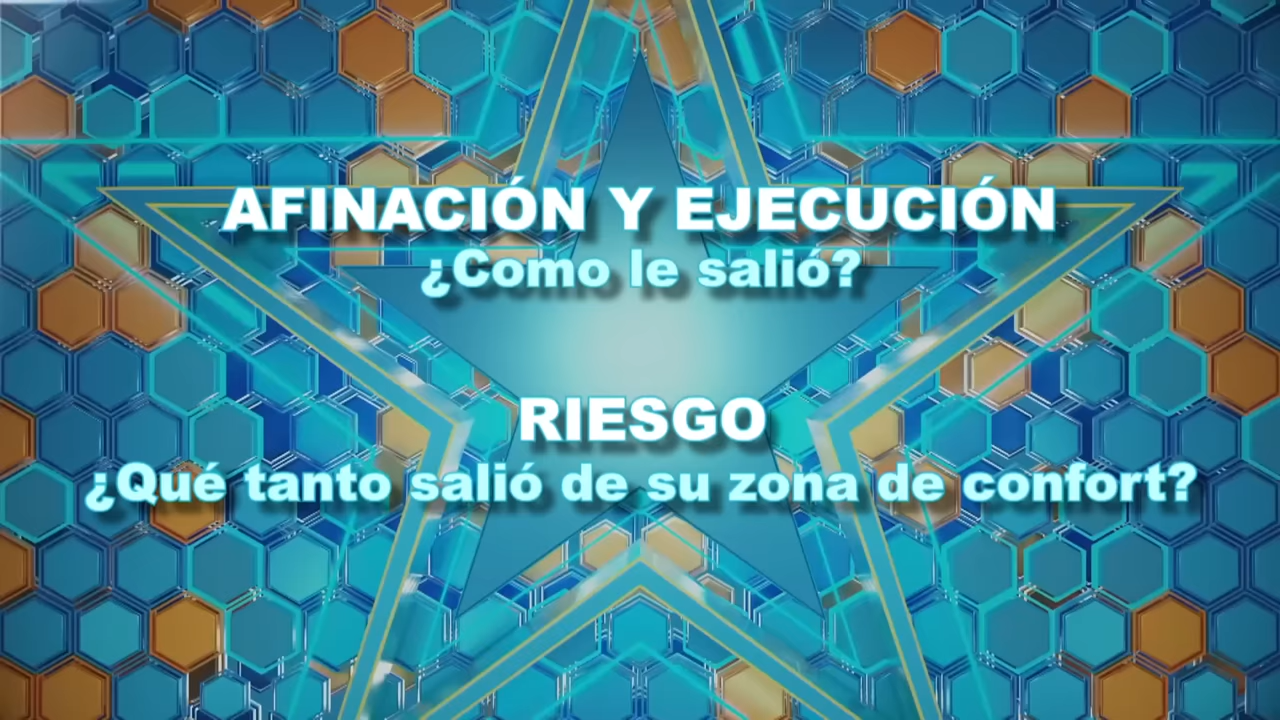 AFINACIÓN Y EJECUCIÓN
¿Como le salió?
RIESGO
¿Qué tanto salió de su zona de confort?